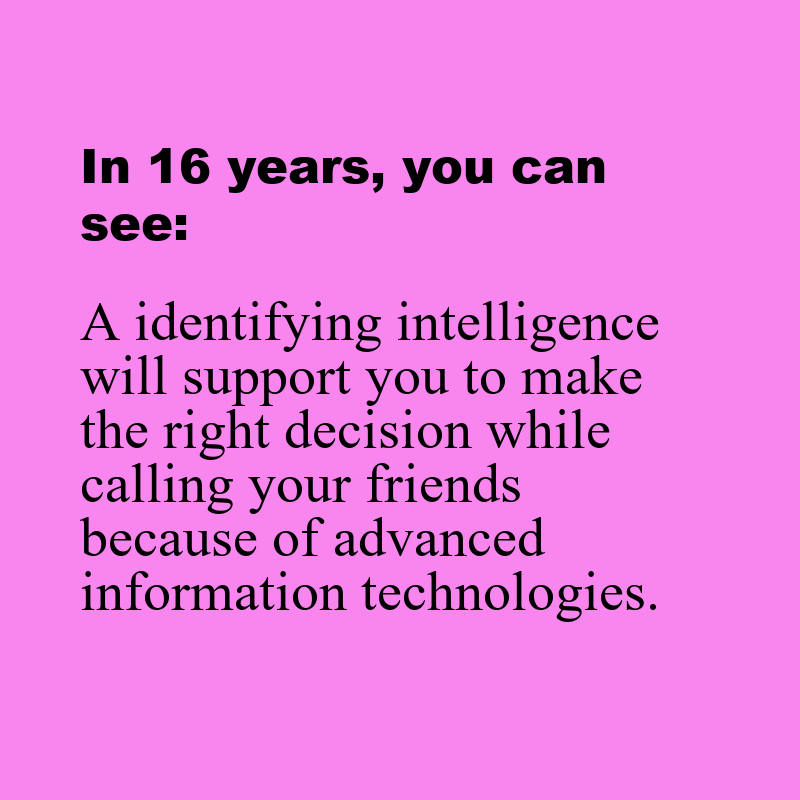 In 16 years, you can
see:
A identifying intelligence
will support you to make
the right decision while
calling your friends
because of advanced
information technologies.